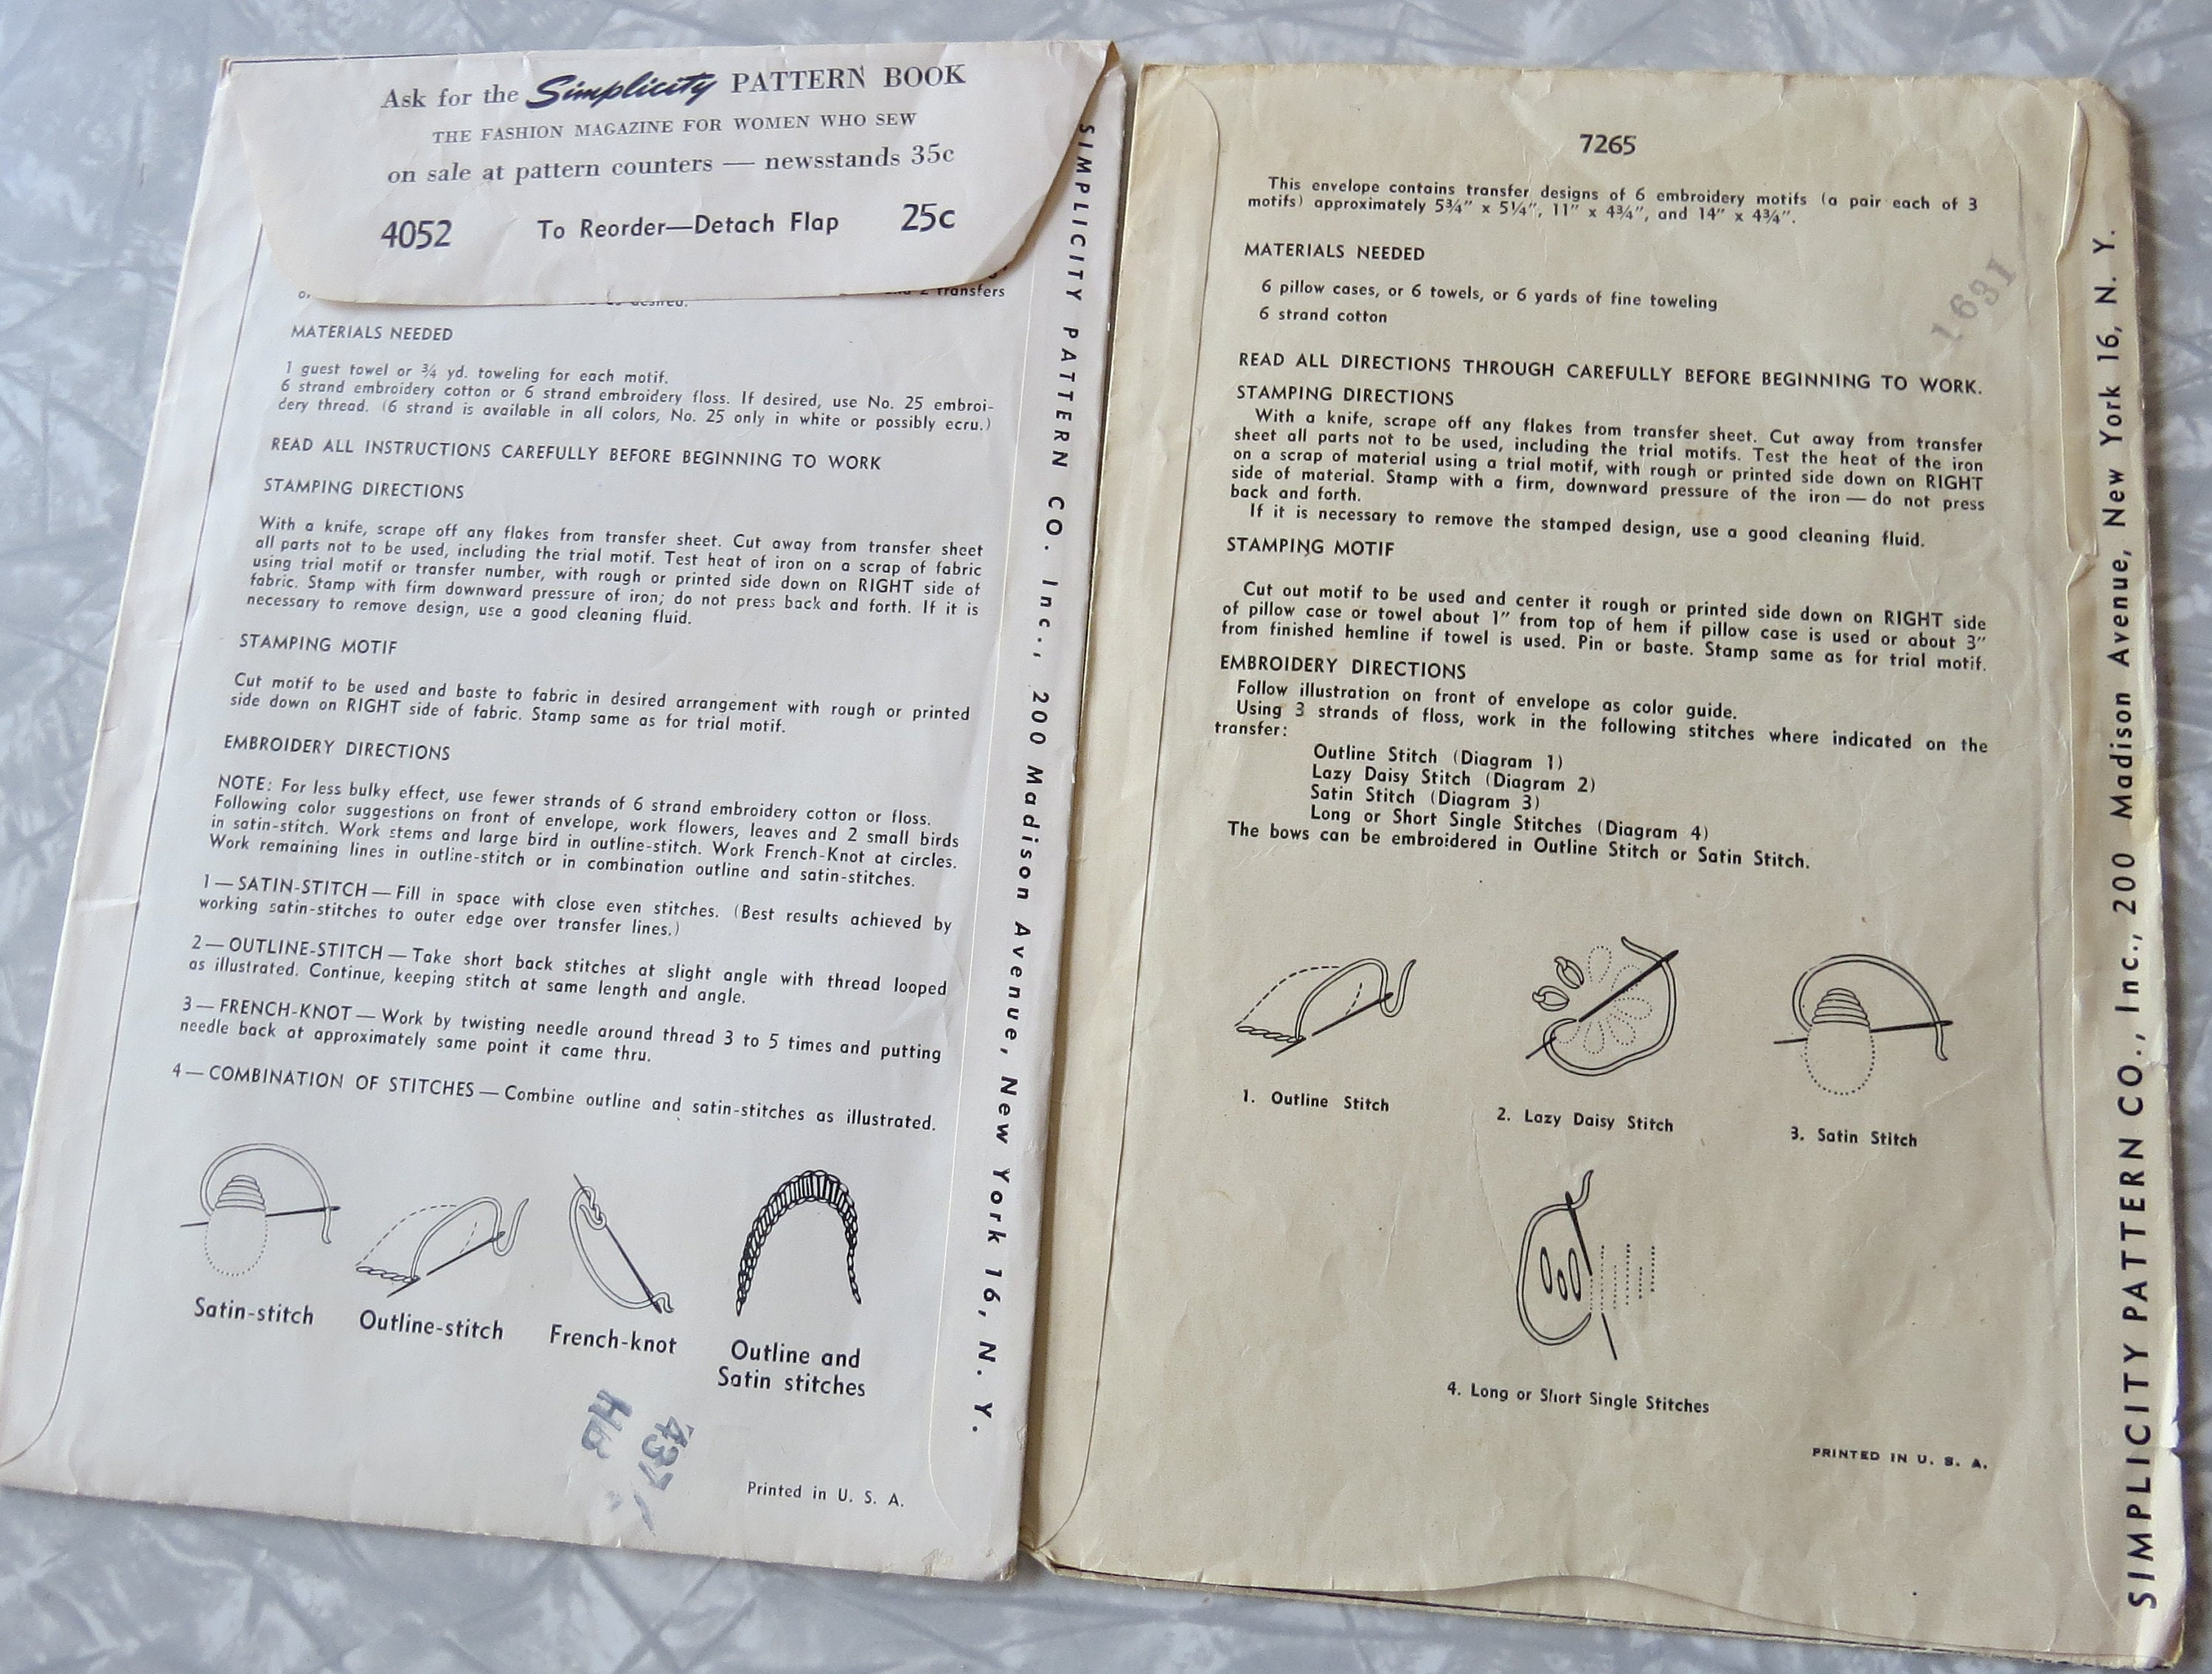 Ask for the Simplicity PATTERN BOOK
THE FASHION MAGAZINE FOR WOMEN WHO SEW
on sale at pattern counters — newsstands 35c
4052 To Reorder—Detach Flap 25c
transfers
MATERIALS NEEDED
1 guest towel or ¾ yd. toweling for each motif.
6 strand embroidery cotton or 6 strand embroidery floss. If desired, use No. 25 embroi-
dery thread. (6 strand is available in all colors, No. 25 only in white or possibly ecru.)
READ ALL INSTRUCTIONS CAREFULLY BEFORE BEGINNING TO WORK
STAMPING DIRECTIONS
With a knife, scrape off any flakes from transfer sheet. Cut away from transfer sheet
all parts not to be used, including the trial motif. Test heat of iron on a scrap of fabric
using trial motif or transfer number, with rough or printed side down on RIGHT side of
fabric. Stamp with firm downward pressure of iron; do not press back and forth. If it is
necessary to remove design, use a good cleaning fluid.
STAMPING MOTIF
Cut motif to be used and baste to fabric in desired arrangement with rough or printed
side down on RIGHT side of fabric. Stamp same as for trial motif.
EMBROIDERY DIRECTIONS
NOTE: For less bulky effect, use fewer strands of 6 strand embroidery cotton or floss.
Following color suggestions on front of envelope, work flowers, leaves and 2 small birds
in satin-stitch. Work stems and large bird in outline-stitch. Work French-Knot at circles.
Work remaining lines in outline-stitch or in combination outline and satin-stitches.
1—SATIN-STITCH—Fill in space with close even stitches. (Best results achieved by
working satin-stitches to outer edge over transfer lines.)
2—OUTLINE-STITCH—Take short back stitches at slight angle with thread looped
as illustrated. Continue, keeping stitch at same length and angle.
3—FRENCH-KNOT—Work by twisting needle around thread 3 to 5 times and putting
needle back at approximately same point it came thru.
4—COMBINATION OF STITCHES—Combine outline and satin-stitches as illustrated.
Satin-stitch
Outline-stitch
French-knot
Outline and
Satin stitches
HB
Printed in U. S. A.
SIMPLICITY PATTERN CO. Inc., 200 Madison Avenue, New York 16, N. Y.
7265
This envelope contains transfer designs of 6 embroidery motifs (a pair each of 3
motifs) approximately 5¾" x 5¼", 11" x 4¾", and 14" x 4¾".
MATERIALS NEEDED
6 pillow cases, or 6 towels, or 6 yards of fine toweling
6 strand cotton
1631
READ ALL DIRECTIONS THROUGH CAREFULLY BEFORE BEGINNING TO WORK.
STAMPING DIRECTIONS
With a knife, scrape off any flakes from transfer sheet. Cut away from transfer
sheet all parts not to be used, including the trial motifs. Test the heat of the iron
on a scrap of material using a trial motif, with rough or printed side down on RIGHT
side of material. Stamp with a firm, downward pressure of the iron — do not press
back and forth.
If it is necessary to remove the stamped design, use a good cleaning fluid.
STAMPING MOTIF
Cut out motif to be used and center it rough or printed side down on RIGHT side
of pillow case or towel about 1" from top of hem if pillow case is used or about 3"
from finished hemline if towel is used. Pin or baste. Stamp same as for trial motif.
EMBROIDERY DIRECTIONS
Follow illustration on front of envelope as color guide.
Using 3 strands of floss, work in the following stitches where indicated on the
transfer:
Outline Stitch (Diagram 1)
Lazy Daisy Stitch (Diagram 2)
Satin Stitch (Diagram 3)
Long or Short Single Stitches (Diagram 4)
The bows can be embroidered in Outline Stitch or Satin Stitch.
1. Outline Stitch
2. Lazy Daisy Stitch
3. Satin Stitch
4. Long or Short Single Stitches
PRINTED IN U. S. A.
SIMPLICITY PATTERN CO., Inc., 200 Madison Avenue, New York 16, N. Y.